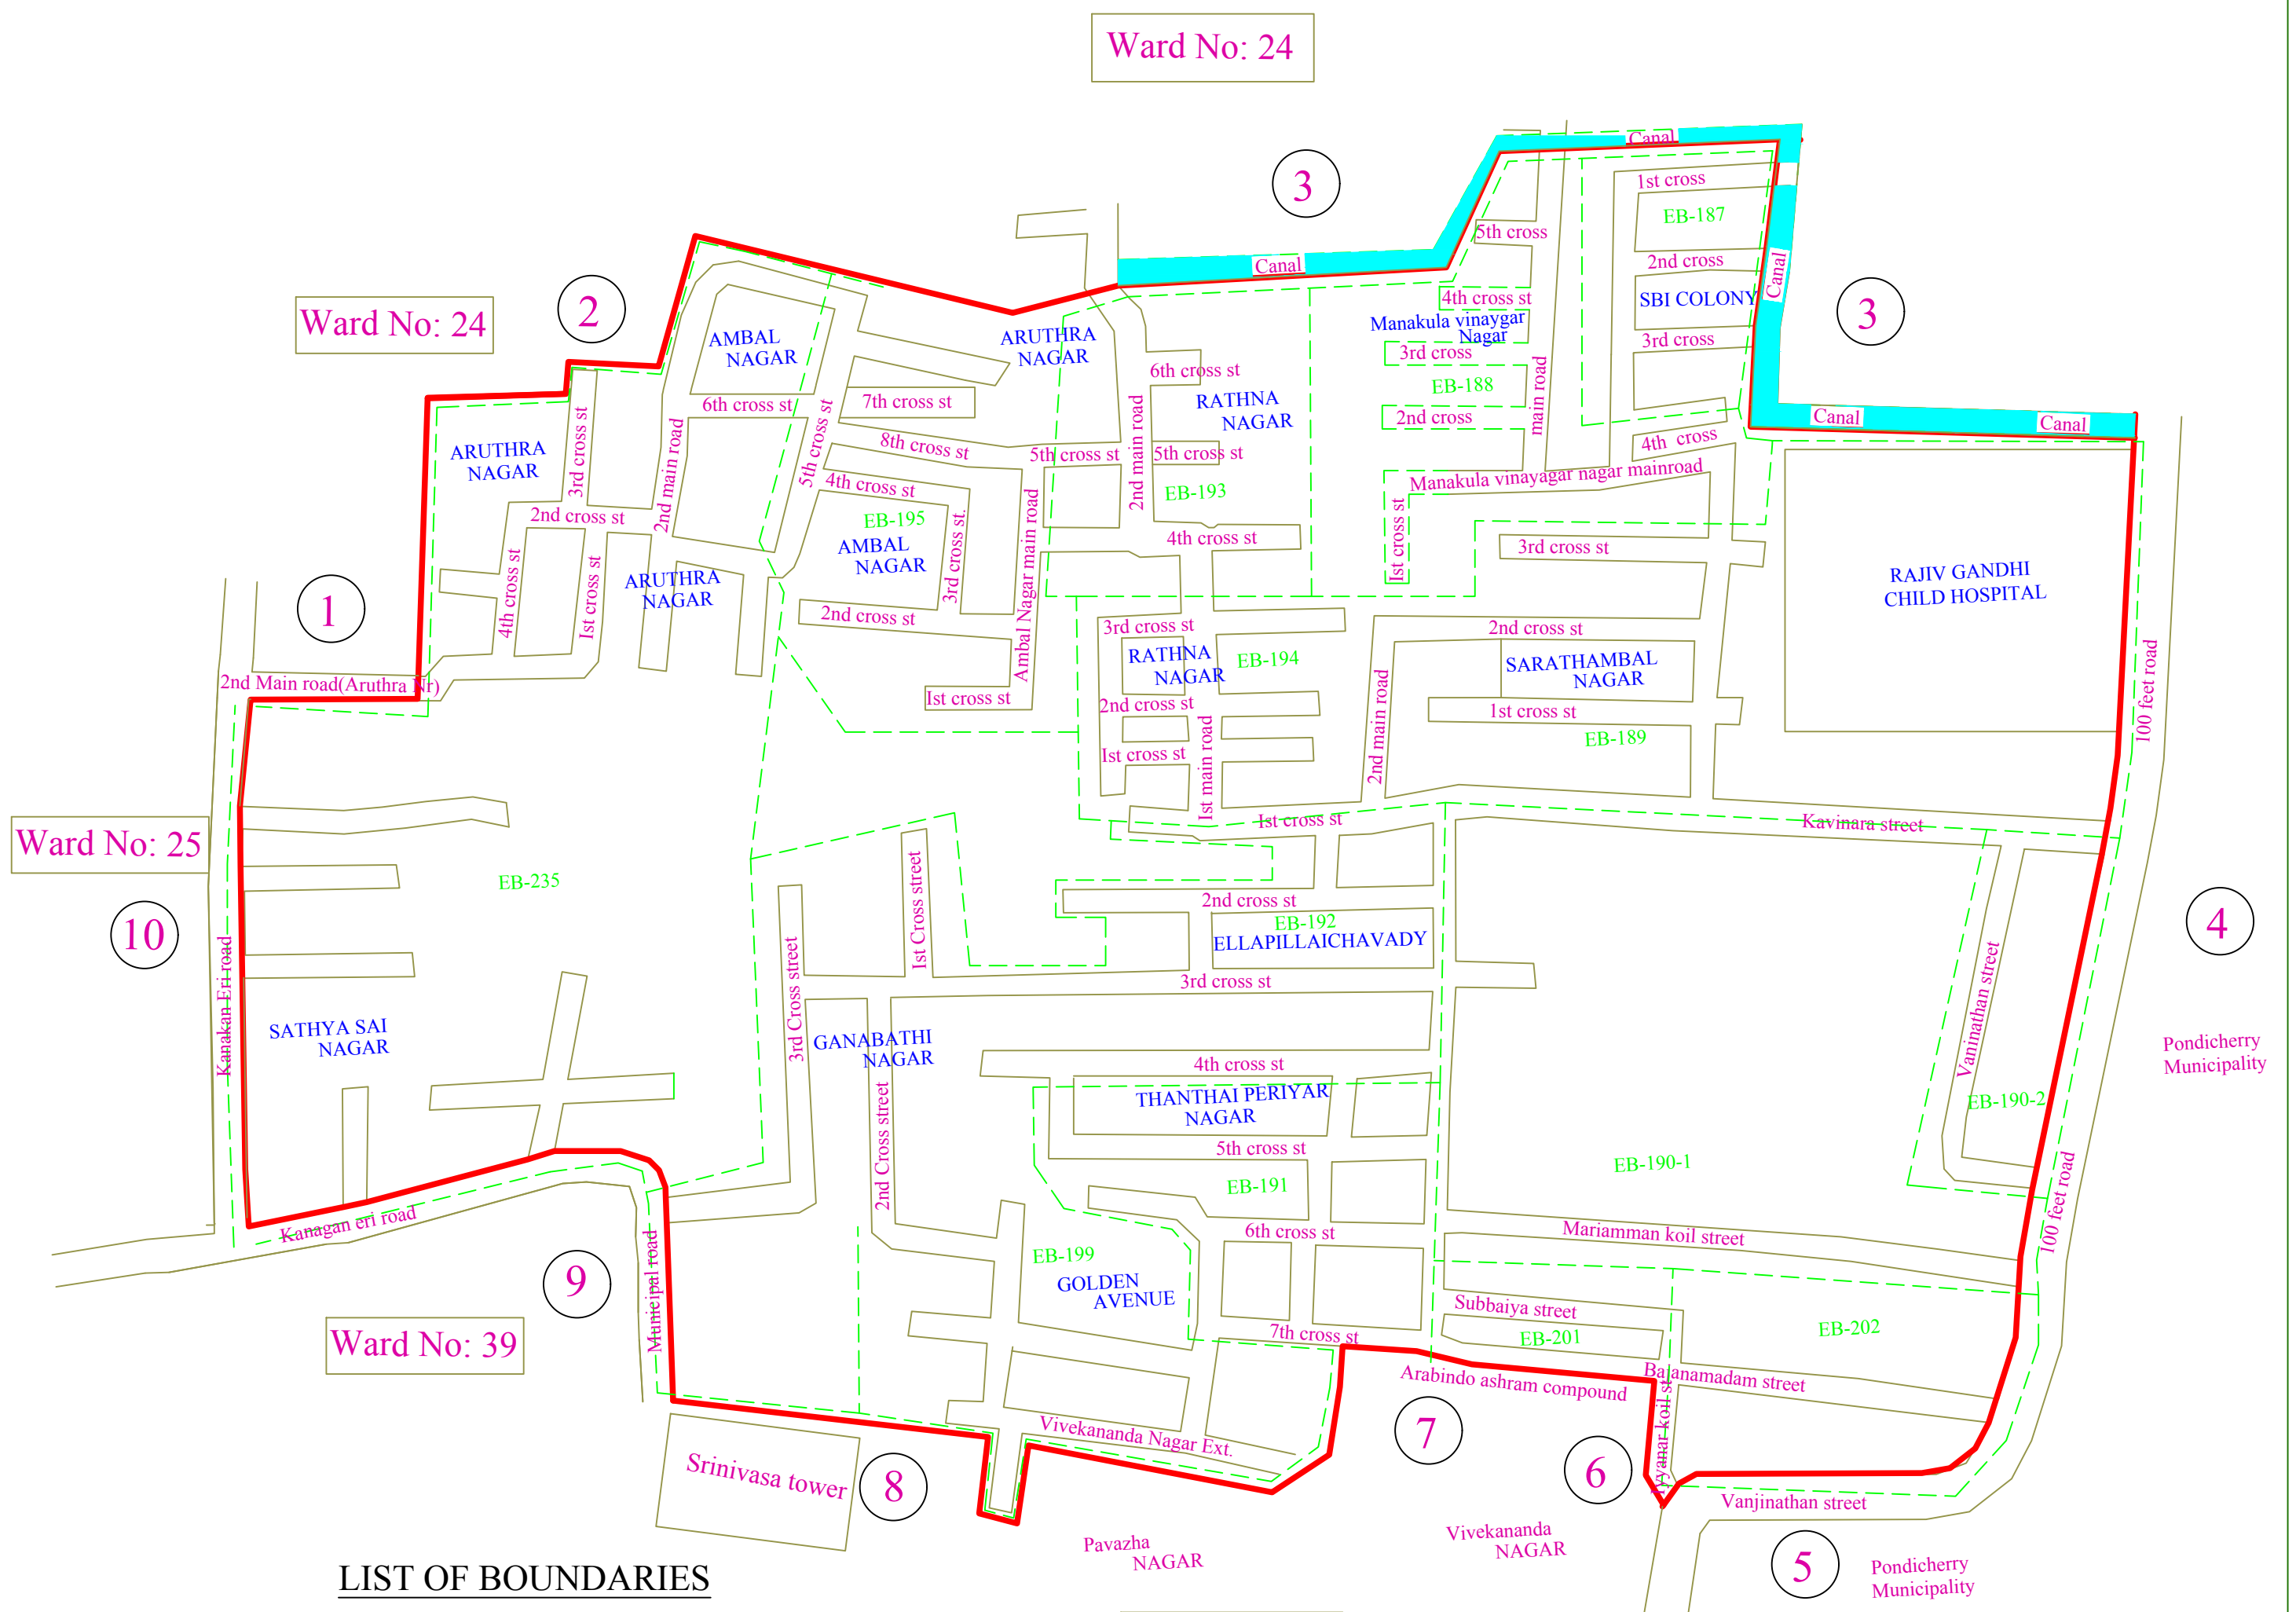 Ward No: 24
3
Canal
1st cross
EB-187
5th cross
2nd cross
Canal
Canal
SBI COLONY
3
4th cross st
Ward No: 24
2
AMBAL
NAGAR
ARUTHRA
NAGAR
Manakula vinaygar
Nagar
3rd cross
3rd cross
6th cross st
EB-188
main road
RATHNA
NAGAR
2nd cross
Canal
Canal
6th cross st
7th cross st
5th cross st
2nd main road
3rd cross st
2nd main road
ARUTHRA
NAGAR
8th cross st
5th cross st
5th cross st
4th cross
Manakula vinayagar nagar mainroad
4th cross st
EB-193
2nd cross st
EB-195
AMBAL
NAGAR
3rd cross st.
Ambal Nagar main road
4th cross st
Ist cross st
3rd cross st
1
4th cross st
Ist cross st
ARUTHRA
NAGAR
RAJIV GANDHI
CHILD HOSPITAL
2nd cross st
3rd cross st
2nd cross st
RATHNA
NAGAR
EB-194
SARATHAMBAL
NAGAR
100 feet road
2nd Main road(Aruthra Nr)
Ist cross st
2nd cross st
1st cross st
Ist cross st
Ist main road
2nd main road
EB-189
Ist cross st
Kavinara street
Ward No: 25
EB-235
10
Ist Cross street
2nd cross st
EB-192
ELLAPILLAICHAVADY
4
3rd Cross street
3rd cross st
Vaninathan street
Kanakan Eri road
SATHYA SAI
NAGAR
GANABATHI
NAGAR
Pondicherry
Municipality
4th cross st
THANTHAI PERIYAR
NAGAR
EB-190-2
2nd Cross street
5th cross st
EB-190-1
EB-191
100 feet road
Kanagan eri road
Municipal road
6th cross st
Mariamman koil street
9
EB-199
GOLDEN
AVENUE
Subbaiya street
EB-201
EB-202
Ward No: 39
7th cross st
Arabindo ashram compound
Bajanamadam street
Iyyanar koil st
7
Vivekananda Nagar Ext.
6
Srinivasa tower
8
Vanjinathan street
Pavazha
NAGAR
Vivekananda
NAGAR
5
Pondicherry
Municipality
LIST OF BOUNDARIES